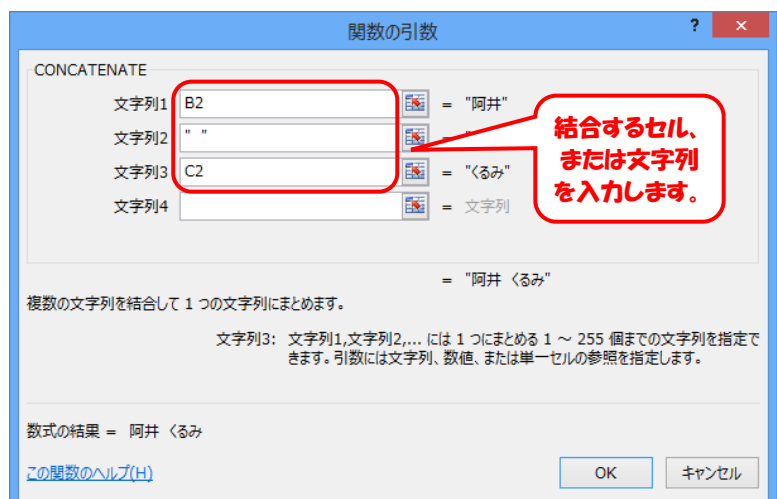 関数の引数
?
×
CONCATENATE
文字列1 B2 = "阿井"
文字列2 " " = "
文字列3 C2 = "くるみ"
文字列4 = 文字列
結合するセル、
または文字列
を入力します。
= "阿井 くるみ"
複数の文字列を結合して 1 つの文字列にまとめます。
文字列3: 文字列1,文字列2,... には 1 つにまとめる 1 ～ 255 個までの文字列を指定で
きます。引数には文字列、数値、または単一セルの参照を指定します。
数式の結果 = 阿井 くるみ
この関数のヘルプ(H)
OK
キャンセル